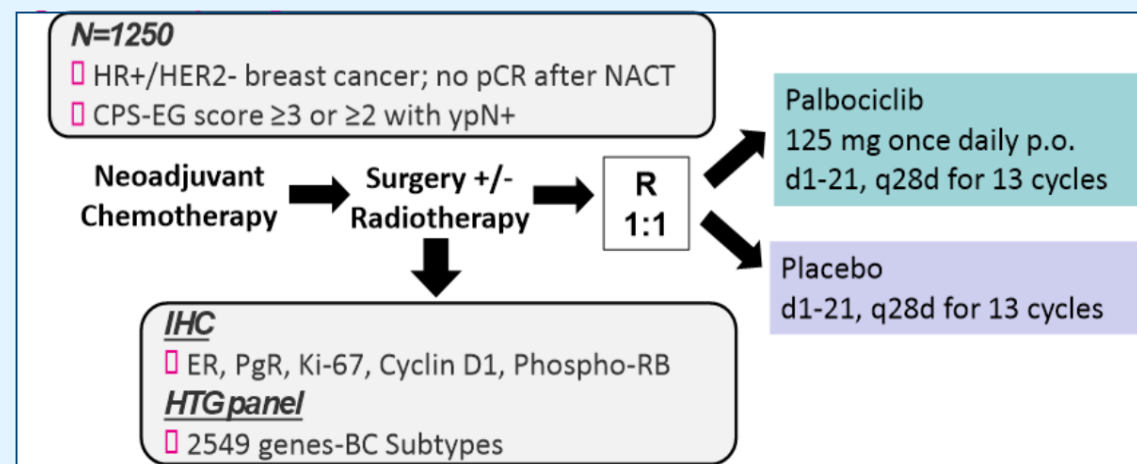 N=1250
HR+/HER2- breast cancer; no pCR after NACT
CPS-EG score ≥3 or ≥2 with ypN+
Neoadjuvant
Chemotherapy
Surgery +/-
Radiotherapy
R
1:1
Palbociclib
125 mg once daily p.o.
d1-21, q28d for 13 cycles
Placebo
d1-21, q28d for 13 cycles
IHC
ER, PgR, Ki-67, Cyclin D1, Phospho-RB
HTG panel
2549 genes-BC Subtypes